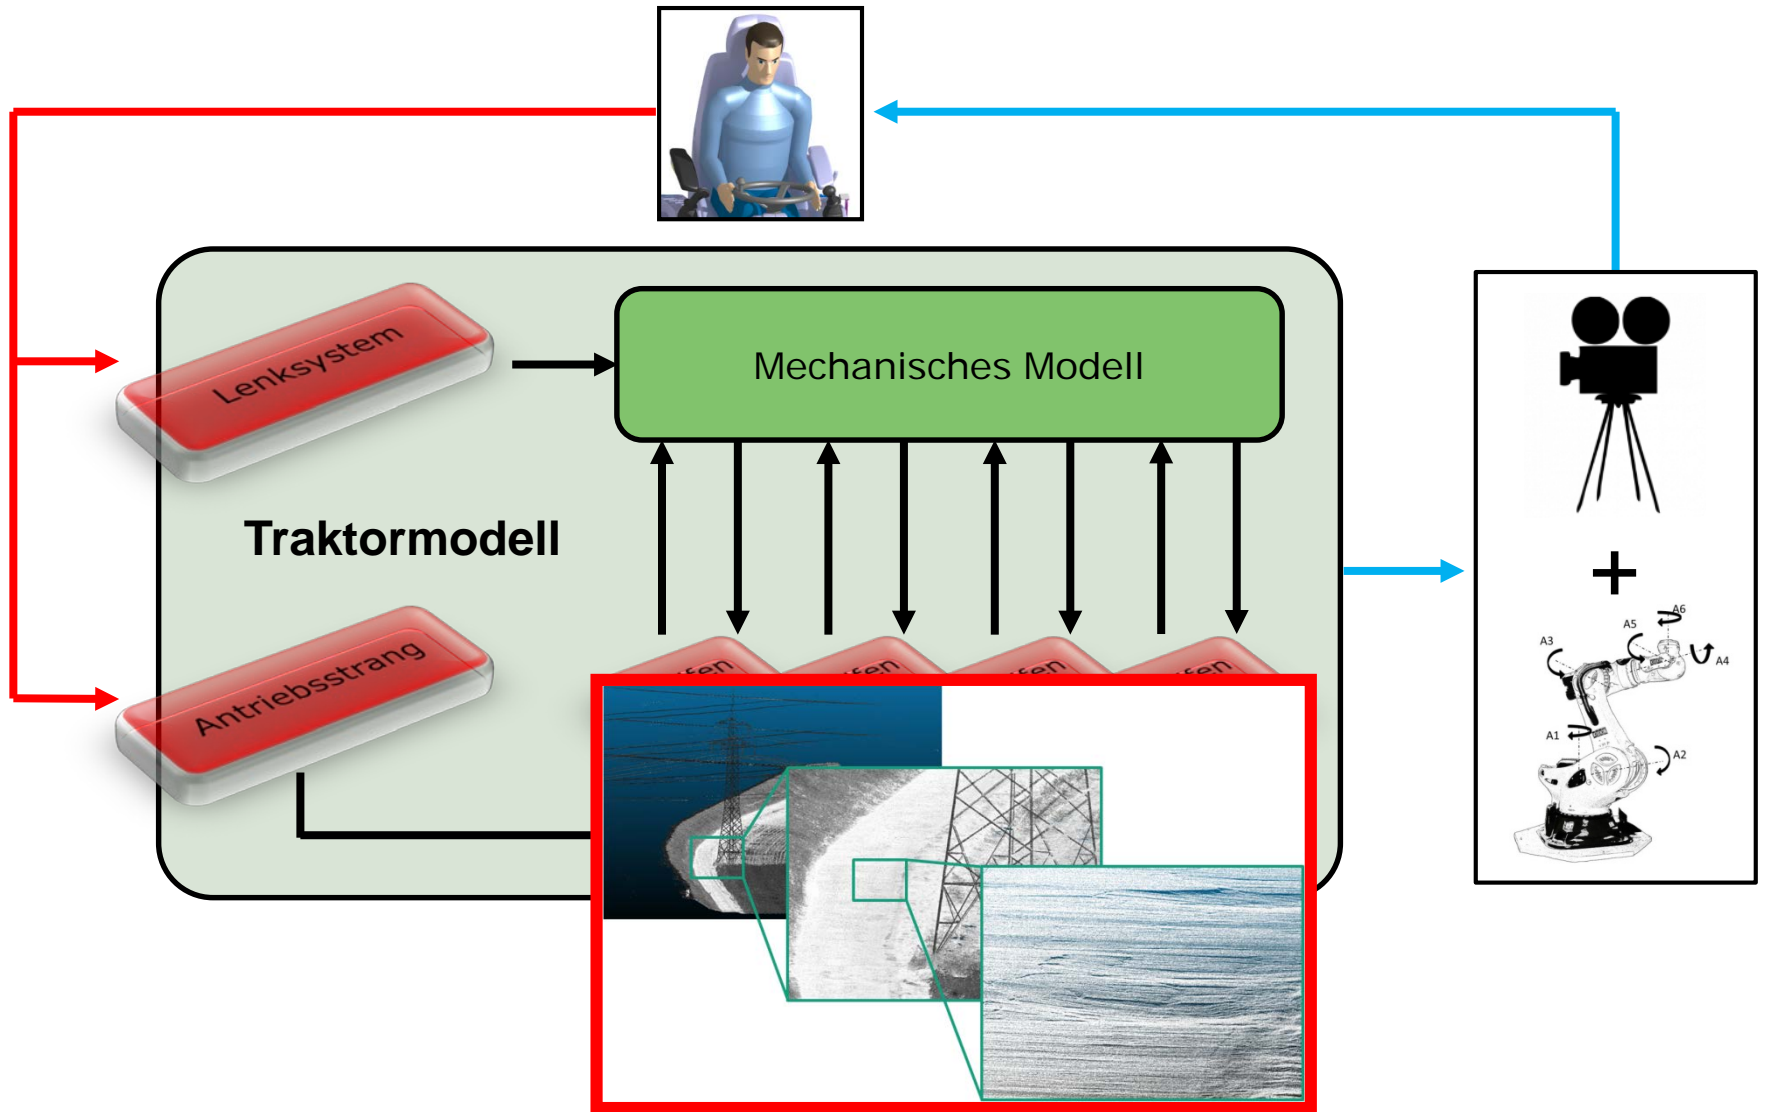 Lenksystem
Mechanisches Modell
Traktormodell
Antriebsstrang
+
A6
A5
A3
A4
A1
A2